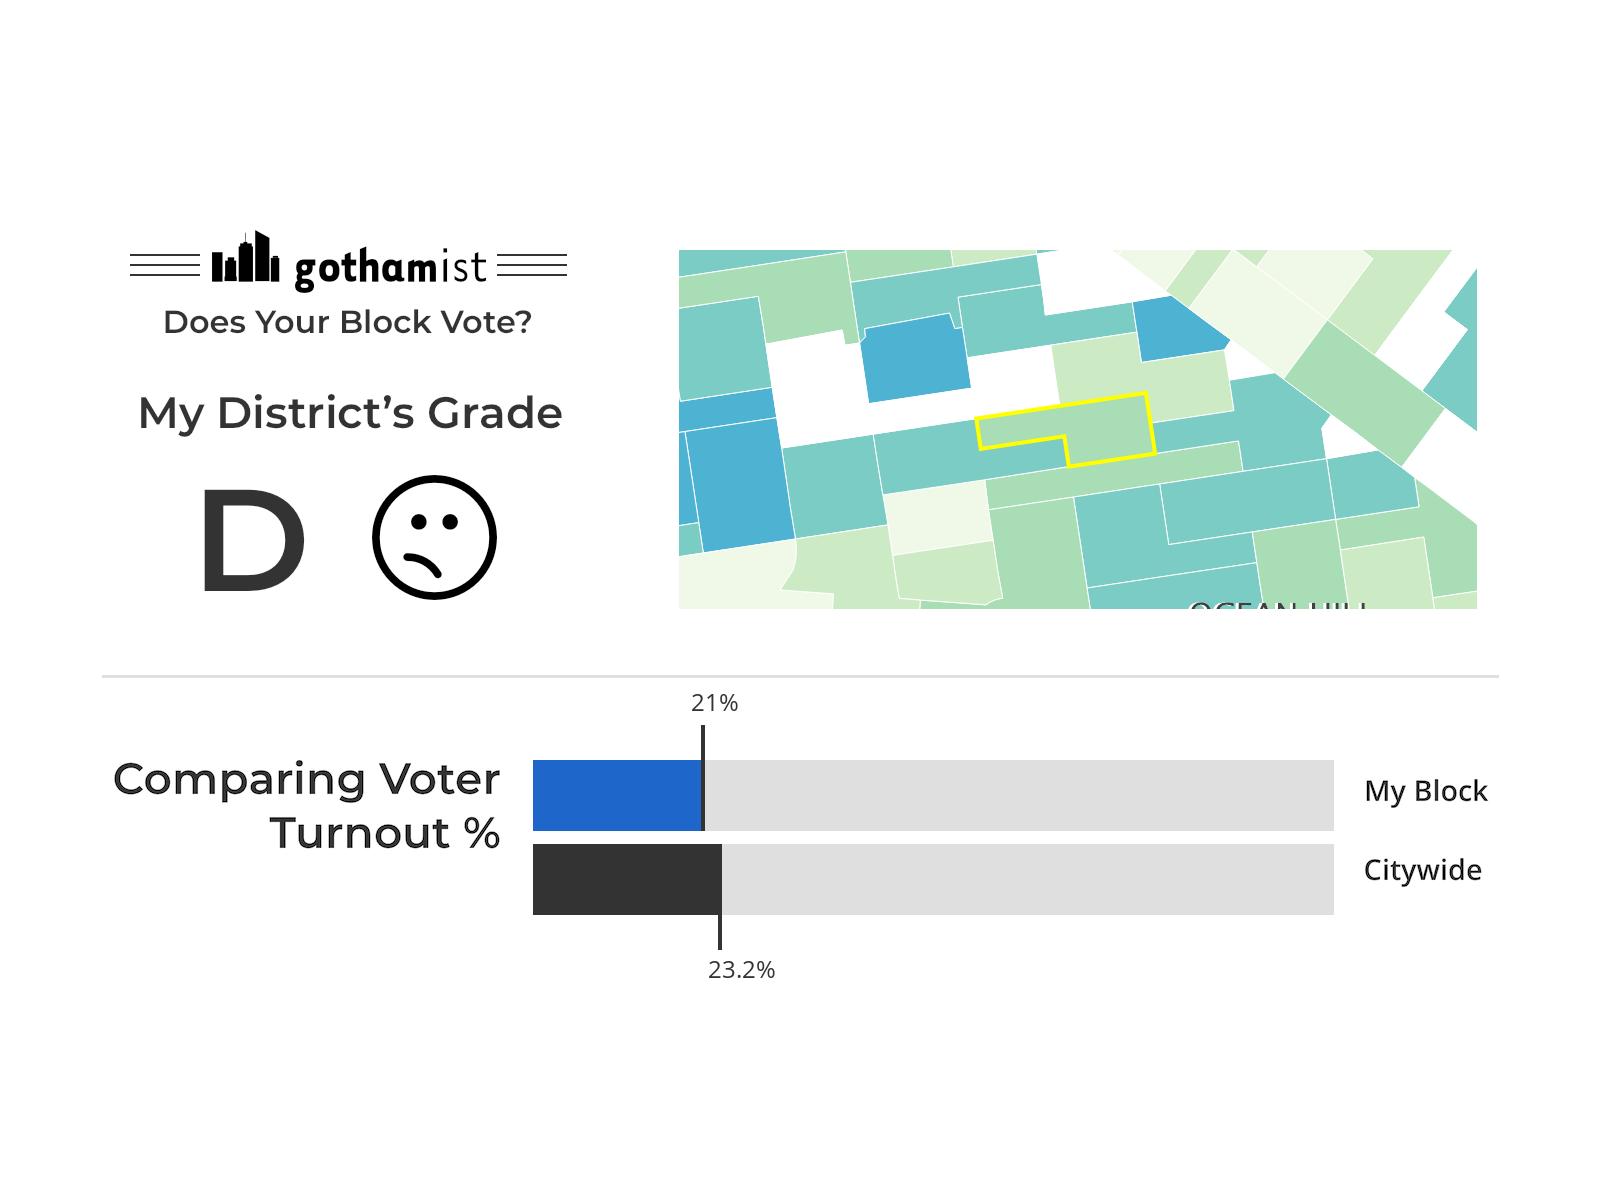 gothamist
Does Your Block Vote?
My District’s Grade
D
OCEAN HILL
21%
Comparing Voter
Turnout %
My Block
Citywide
23.2%